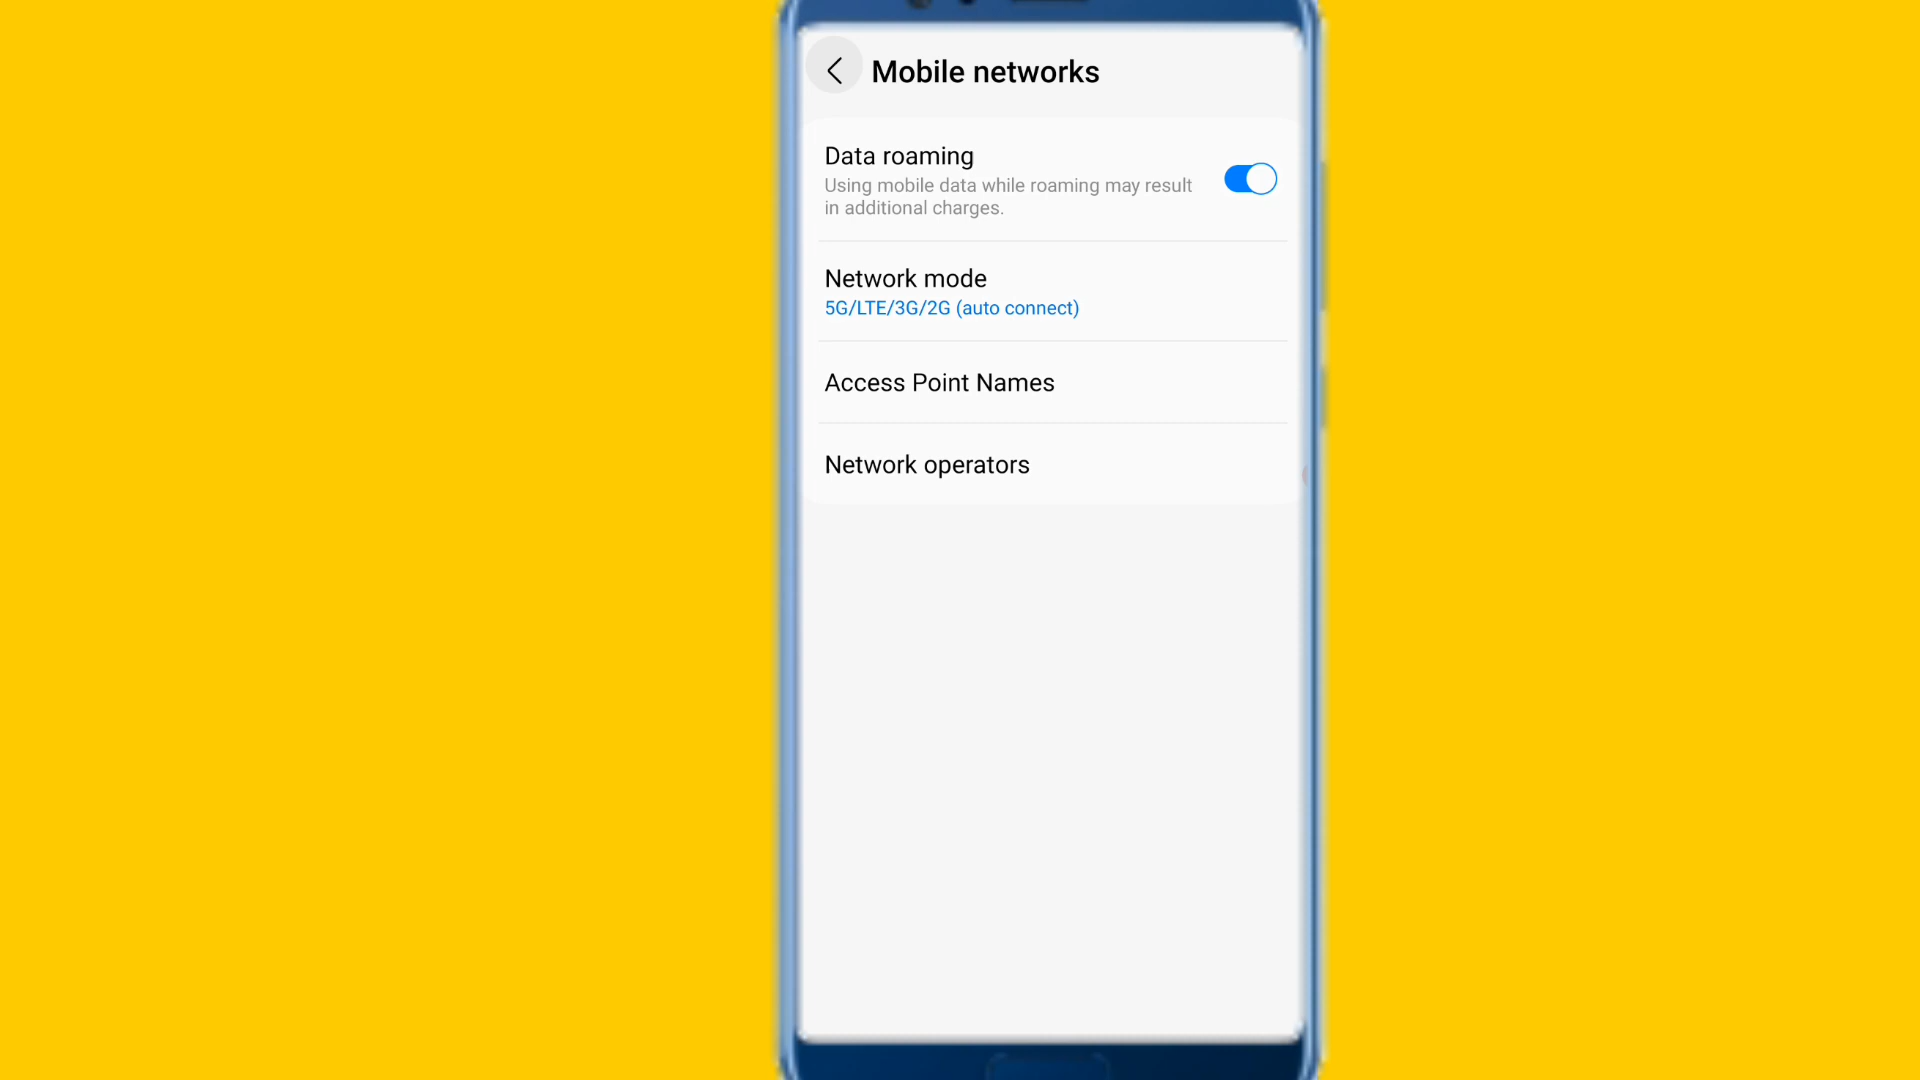 Mobile networks
Data roaming
Using mobile data while roaming may result
in additional charges.
Network mode
5G/LTE/3G/2G (auto connect)
Access Point Names
Network operators